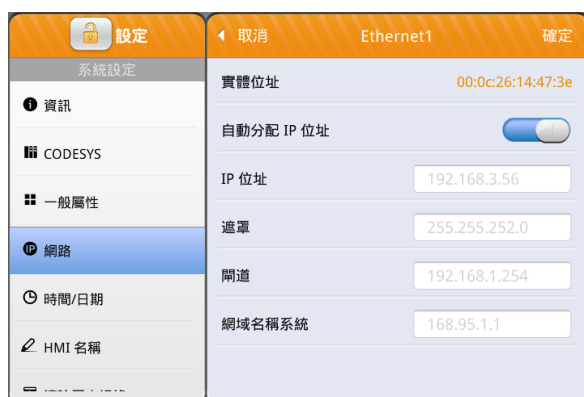 設定
系統設定
資訊
CODESYS
一般屬性
網路
時間/日期
HMI 名稱
取消 Ethernet1 確定
實體位址 00:0c:26:14:47:3e
自動分配 IP 位址
IP 位址 192.168.3.56
遮罩 255.255.252.0
閘道 192.168.1.254
網域名稱系統 168.95.1.1